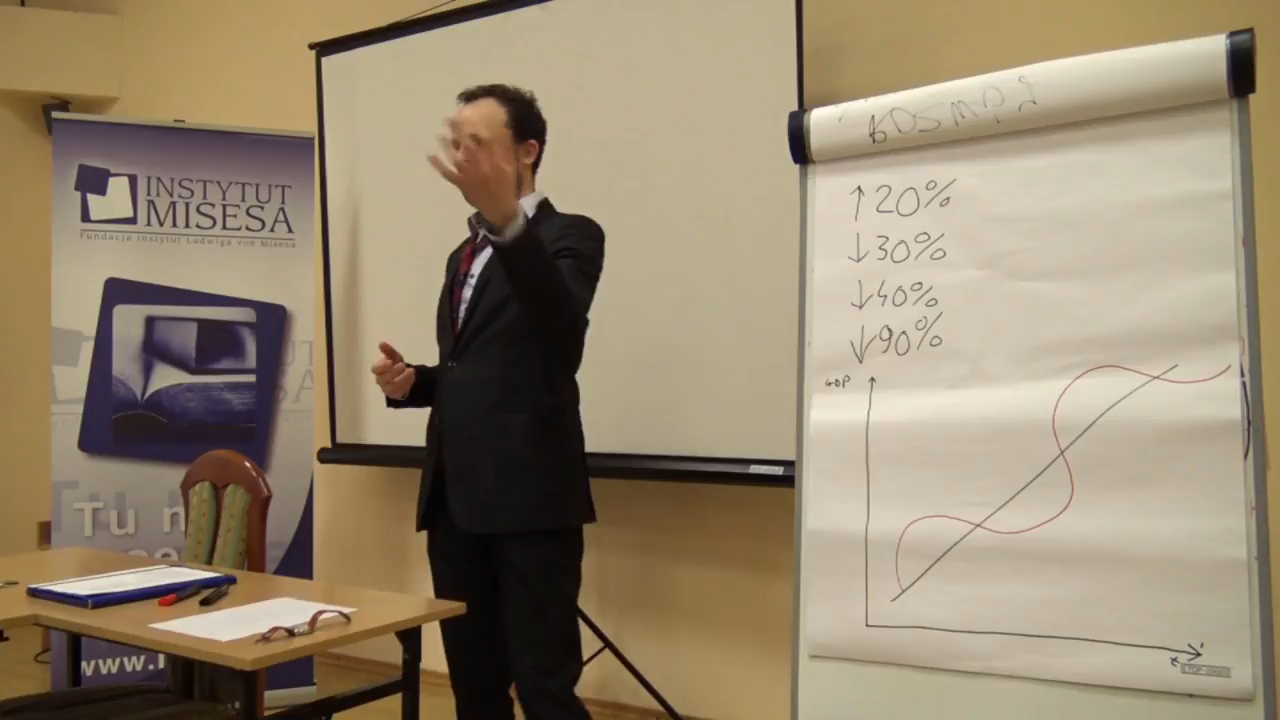 INSTYTUT
MISESA
Fundacja Instytut Ludwiga von Misesa
Tu
www.
↑20%
↓30%
↓40%
↓90%
GDP